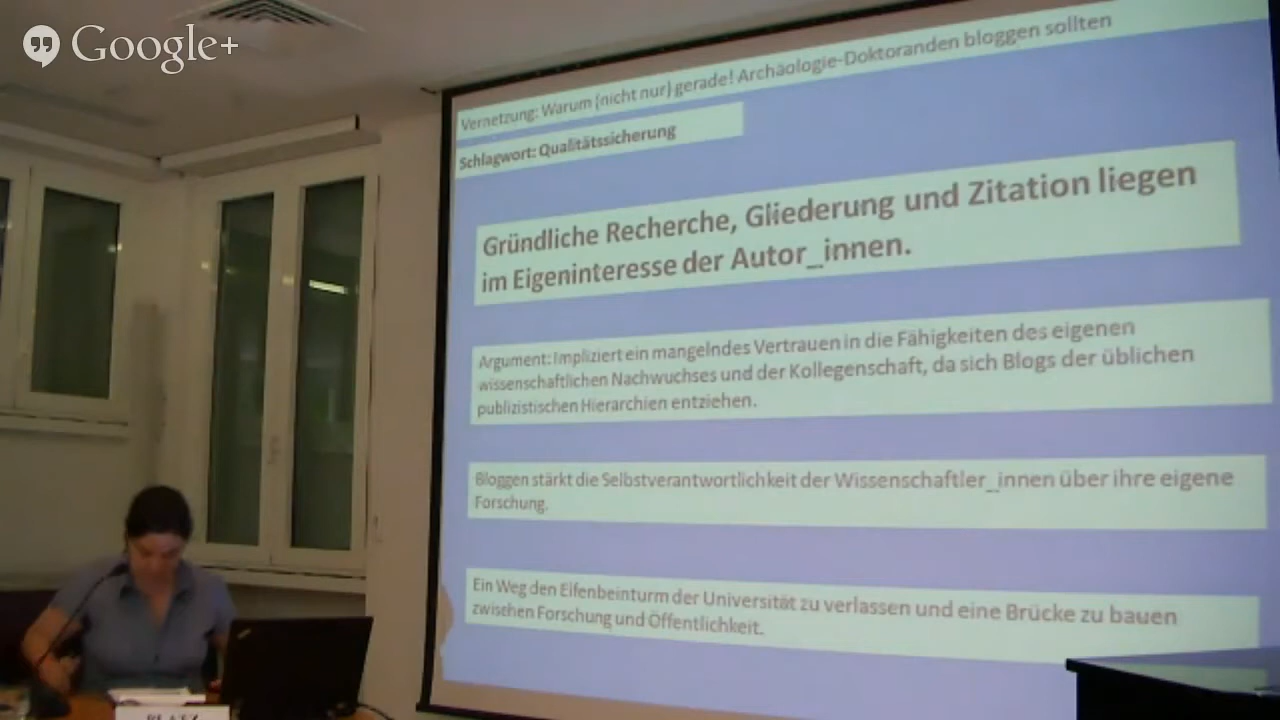 Google+
Vernetzung: Warum (nicht nur) gerade! Archäologie-Doktoranden bloggen sollten
Schlagwort: Qualitätssicherung
Gründliche Recherche, Gliederung und Zitation liegen
im Eigeninteresse der Autor_innen.
Argument: Impliziert ein mangelndes Vertrauen in die Fähigkeiten des eigenen
wissenschaftlichen Nachwuchses und der Kollegenschaft, da sich Blogs der üblichen
publizistischen Hierarchien entziehen.
Bloggen stärkt die Selbstverantwortlichkeit der Wissenschaftler_innen über ihre eigene
Forschung.
Ein Weg den Elfenbeinturm der Universität zu verlassen und eine Brücke zu bauen
zwischen Forschung und Öffentlichkeit.